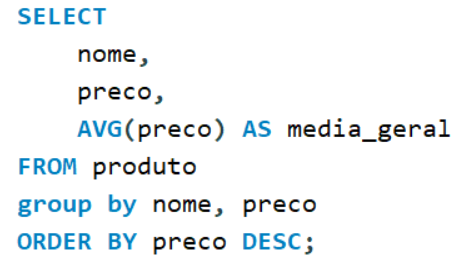 SELECT
nome,
preco,
AVG(preco) AS media_geral
FROM produto
group by nome, preco
ORDER BY preco DESC;